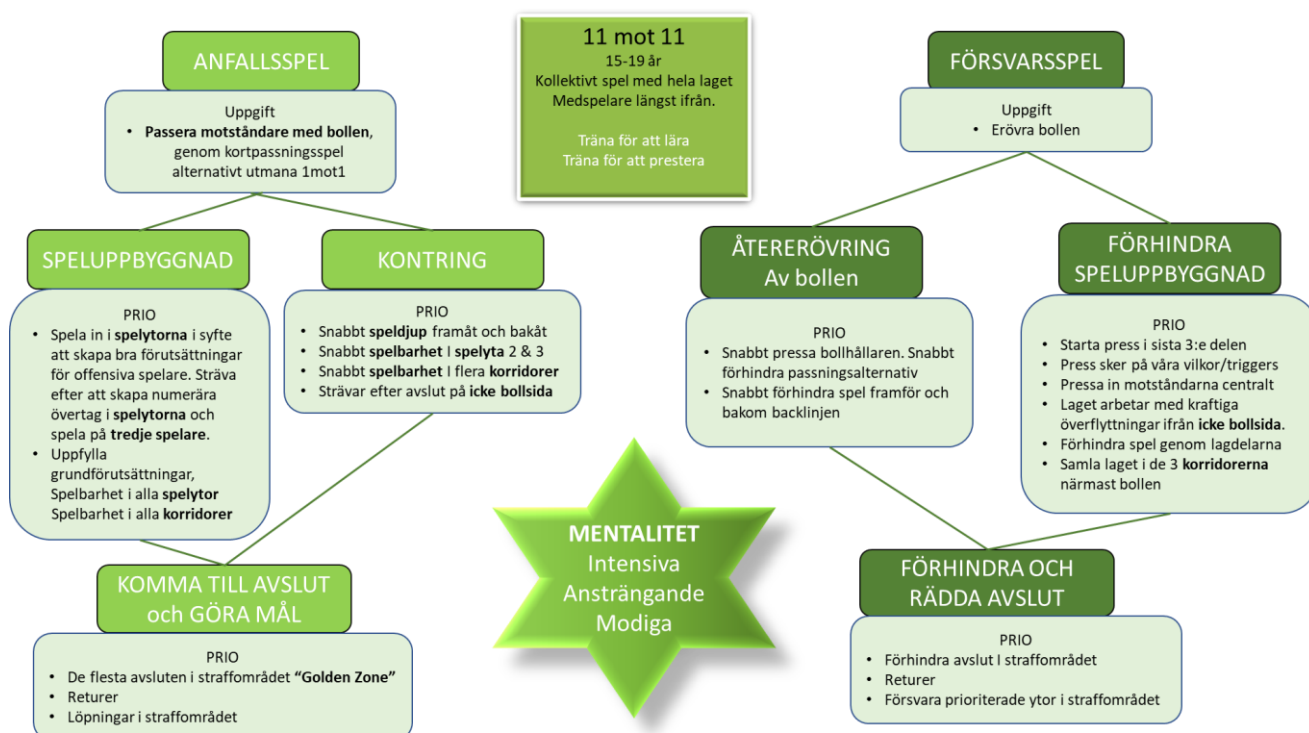 11 mot 11
15-19 år
Kollektivt spel med hela laget
Medspelare längst ifrån.
Träna för att lära
Träna för att prestera
ANFALLSSPEL
Uppgift
• Passera motståndare med bollen,
genom kortpassningsspel
alternativt utmana 1mot1
SPELUPPBYGGNAD
PRIO
• Spela in i spelytorna i syfte
att skapa bra förutsättningar
för offensiva spelare. Sträva
efter att skapa numerära
övertag i spelytorna och
spela på tredje spelare.
• Uppfylla
grundförutsättningar,
Spelbarhet i alla spelytor
Spelbarhet i alla korridorer
KONTRING
PRIO
• Snabbt speldjup framåt och bakåt
• Snabbt spelbarhet I spelyta 2 & 3
• Snabbt spelbarhet I flera korridorer
• Strävar efter avslut på icke bollsida
KOMMA TILL AVSLUT
och GÖRA MÅL
PRIO
• De flesta avsluten i straffområdet “Golden Zone”
• Returer
• Löpningar i straffområdet
MENTALITET
Intensiva
Ansträngande
Modiga
FÖRSVARSSPEL
Uppgift
• Erövra bollen
ÅTERERÖVRING
Av bollen
PRIO
• Snabbt pressa bollhållaren. Snabbt
förhindra passningsalternativ
• Snabbt förhindra spel framför och
bakom backlinjen
FÖRHINDRA
SPELUPPBYGGNAD
PRIO
• Starta press i sista 3:e delen
• Press sker på våra vilkor/triggers
• Pressa in motståndarna centralt
• Laget arbetar med kraftiga
överflyttningar ifrån icke bollsida.
• Förhindra spel genom lagdelarna
• Samla laget i de 3 korridorerna
närmast bollen
FÖRHINDRA OCH
RÄDDA AVSLUT
PRIO
• Förhindra avslut I straffområdet
• Returer
• Försvara prioriterade ytor i straffområdet